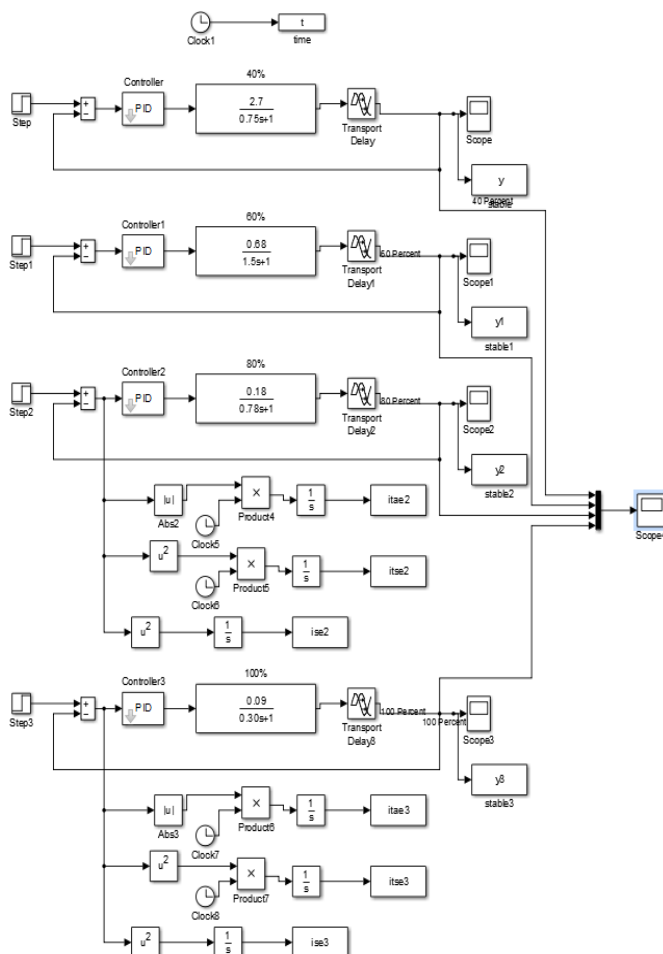 t
time
Clock1
40%
Controller
Step
+
−
PID
2.7
0.75s+1
Transport
Delay
Scope
y
40 Percent
stable
60%
Controller1
Step1
+
−
PID
0.68
1.5s+1
60 Percent
Transport
Delay1
Scope1
y1
stable1
80%
Controller2
Step2
+
−
PID
0.18
0.78s+1
80 Percent
Transport
Delay2
Scope2
y2
stable2
|u|
Abs2
×
Product4
Clock5
1
s
itae2
u²
×
Product5
Clock6
1
s
itse2
u²
1
s
ise2
100%
Controller3
Step3
+
−
PID
0.09
0.30s+1
100 Percent
100 Percent
Transport
Delay3
Scope3
y3
stable3
|u|
Abs3
×
Product6
Clock7
1
s
itae3
u²
×
Product7
Clock8
1
s
itse3
u²
1
s
ise3